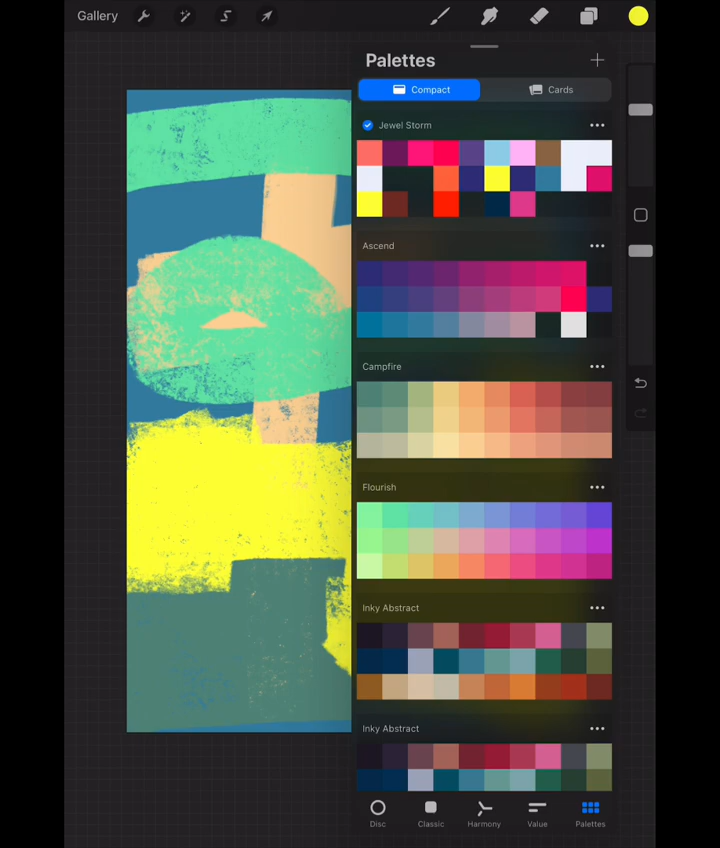 Gallery
Palettes
Compact
Cards
Jewel Storm
Ascend
Campfire
Flourish
Inky Abstract
Inky Abstract
Disc
Classic
Harmony
Value
Palettes